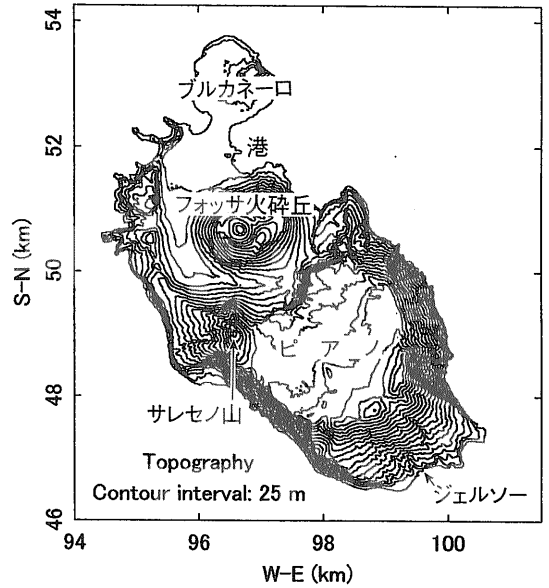 54
52
50
48
46
S-N (km)
ブルカネーロ
港
フォッサ火砕丘
ピアノ
サレセノ山
Topography
Contour interval: 25 m
ジェルソー
94
96
98
100
W-E (km)